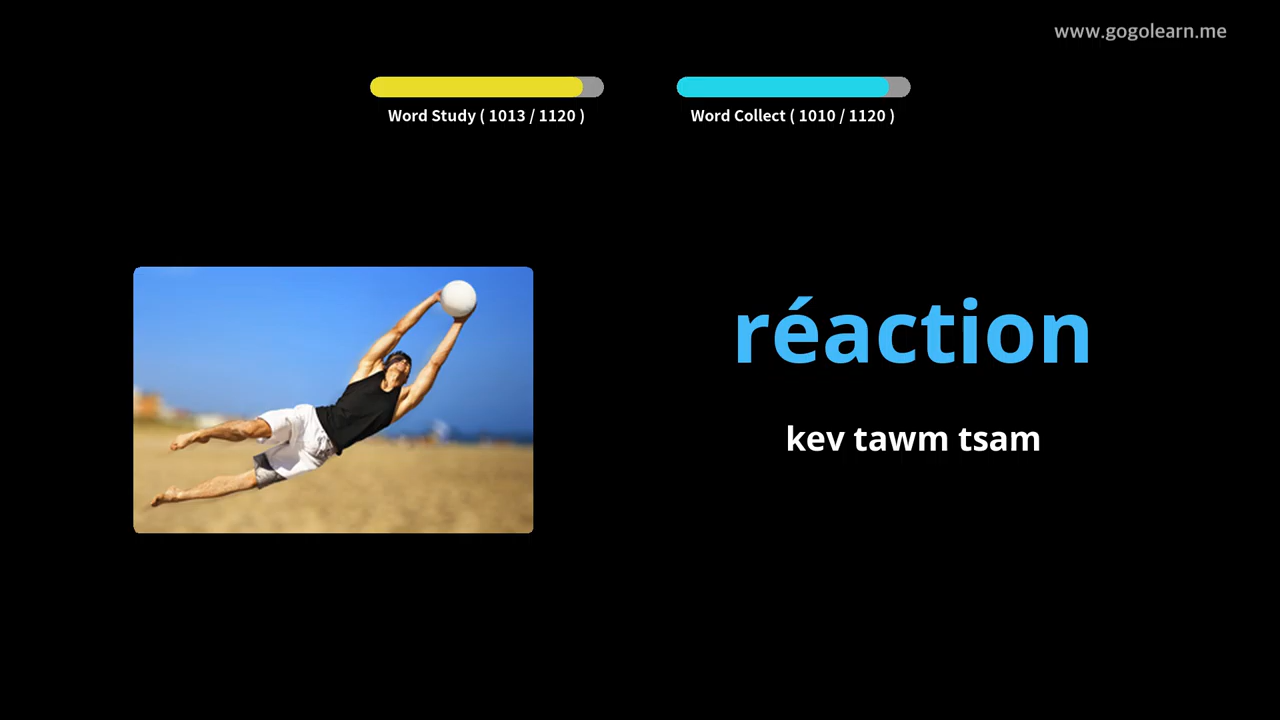 www.gogolearn.me
Word Study ( 1013 / 1120 )
Word Collect ( 1010 / 1120 )
réaction
kev tawm tsam